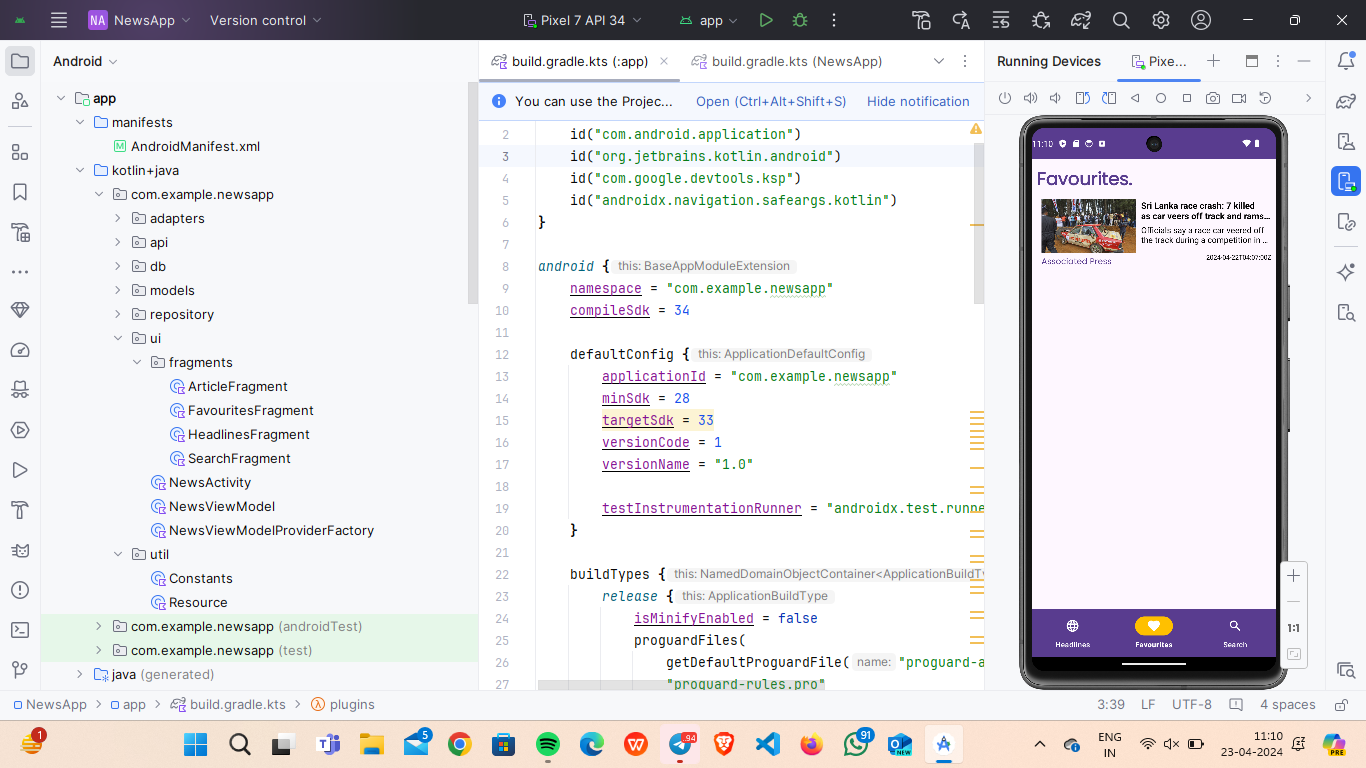 NA NewsApp Version control Pixel 7 API 34 app
Android
app
manifests
AndroidManifest.xml
kotlin+java
com.example.newsapp
adapters
api
db
models
repository
ui
fragments
ArticleFragment
FavouritesFragment
HeadlinesFragment
SearchFragment
NewsActivity
NewsViewModel
NewsViewModelProviderFactory
util
Constants
Resource
com.example.newsapp (androidTest)
com.example.newsapp (test)
java (generated)
build.gradle.kts (:app) build.gradle.kts (NewsApp)
You can use the Projec... Open (Ctrl+Alt+Shift+S) Hide notification
2 id("com.android.application")
3 id("org.jetbrains.kotlin.android")
4 id("com.google.devtools.ksp")
5 id("androidx.navigation.safeargs.kotlin")
6 }
7
8 android { this: BaseAppModuleExtension
9 namespace = "com.example.newsapp"
10 compileSdk = 34
11
12 defaultConfig { this: ApplicationDefaultConfig
13 applicationId = "com.example.newsapp"
14 minSdk = 28
15 targetSdk = 33
16 versionCode = 1
17 versionName = "1.0"
18
19 testInstrumentationRunner = "androidx.test.runne
20 }
21
22 buildTypes { this: NamedDomainObjectContainer<ApplicationBuildTy
23 release { this: ApplicationBuildType
24 isMinifyEnabled = false
25 proguardFiles(
26 getDefaultProguardFile( name: "proguard-a
27 "proguard-rules.pro"
Running Devices Pixe...
11:10
Favourites.
Sri Lanka race crash: 7 killed
as car veers off track and rams...
Officials say a race car veered off
the track during a competition in ...
Associated Press
2024-04-22T04:07:00Z
Headlines Favourites Search
1:1
NewsApp > app > build.gradle.kts > plugins
3:39 LF UTF-8 4 spaces
1
5
94
91
NEW
ENG
IN
11:10
23-04-2024
PRE